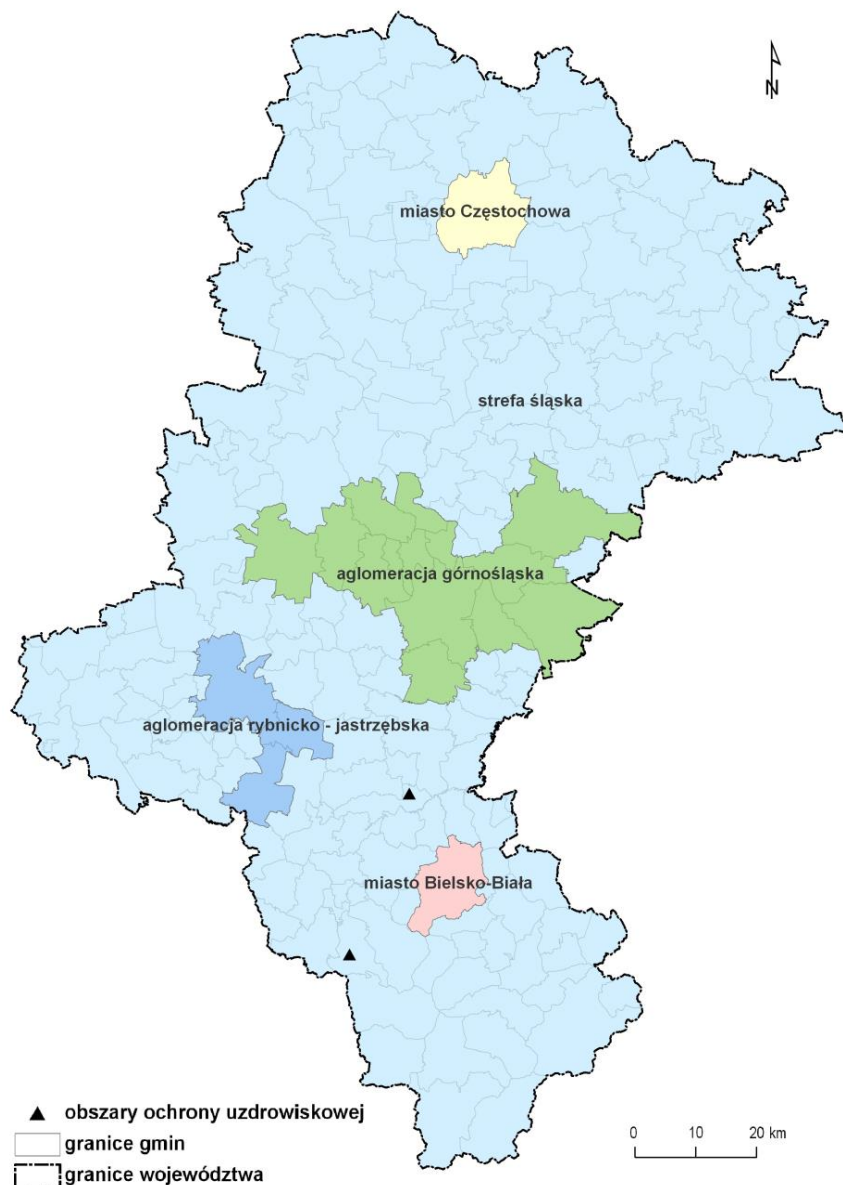 N
miasto Częstochowa
strefa śląska
aglomeracja górnośląska
aglomeracja rybnicko - jastrzębska
miasto Bielsko-Biała
obszary ochrony uzdrowiskowej
granice gmin
granice województwa
0 10 20 km